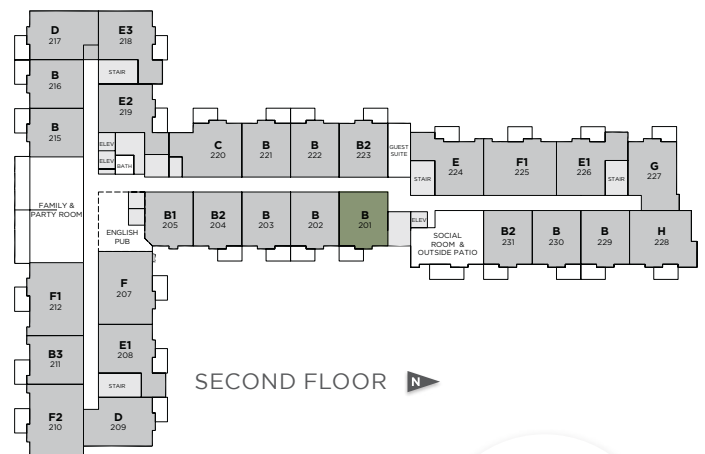 D
217
E3
218
STAIR
B
216
E2
219
B
215
ELEV
ELEV
BATH
C
220
B
221
B
222
B2
223
GUEST
SUITE
E
224
STAIR
F1
225
E1
226
STAIR
G
227
FAMILY &
PARTY ROOM
ENGLISH
PUB
B1
205
B2
204
B
203
B
202
B
201
ELEV
SOCIAL
ROOM &
OUTSIDE PATIO
B2
231
B
230
B
229
H
228
F1
212
F
207
B3
211
E1
208
STAIR
F2
210
D
209
SECOND FLOOR
N